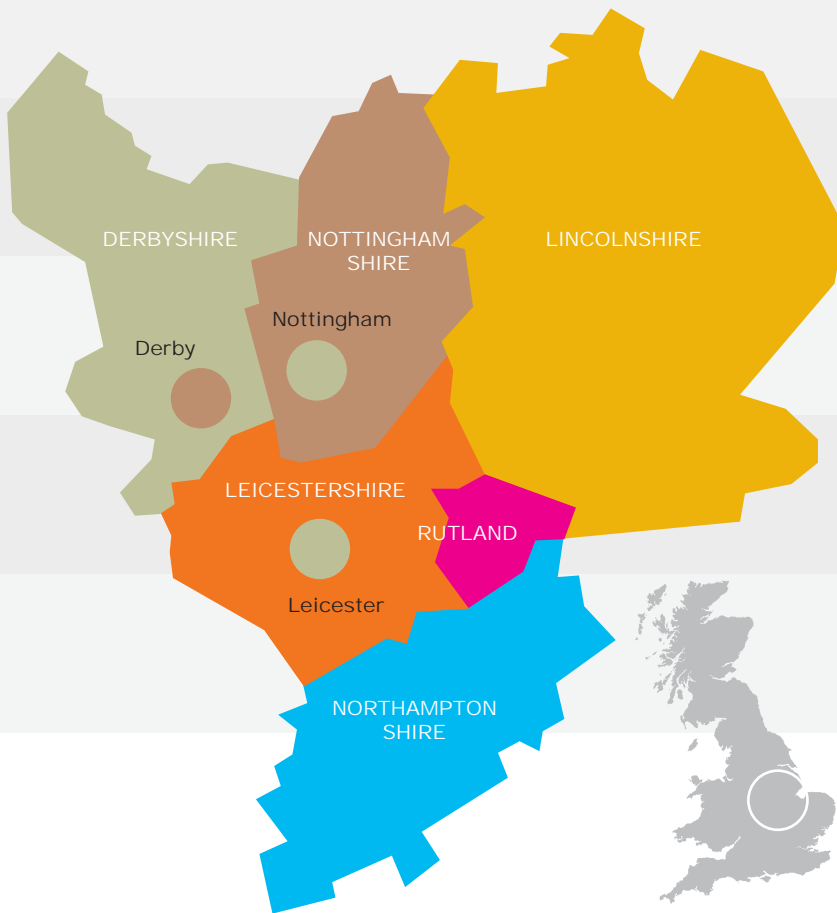 DERBYSHIRE
NOTTINGHAM
SHIRE
LINCOLNSHIRE
Nottingham
Derby
LEICESTERSHIRE
RUTLAND
Leicester
NORTHAMPTON
SHIRE